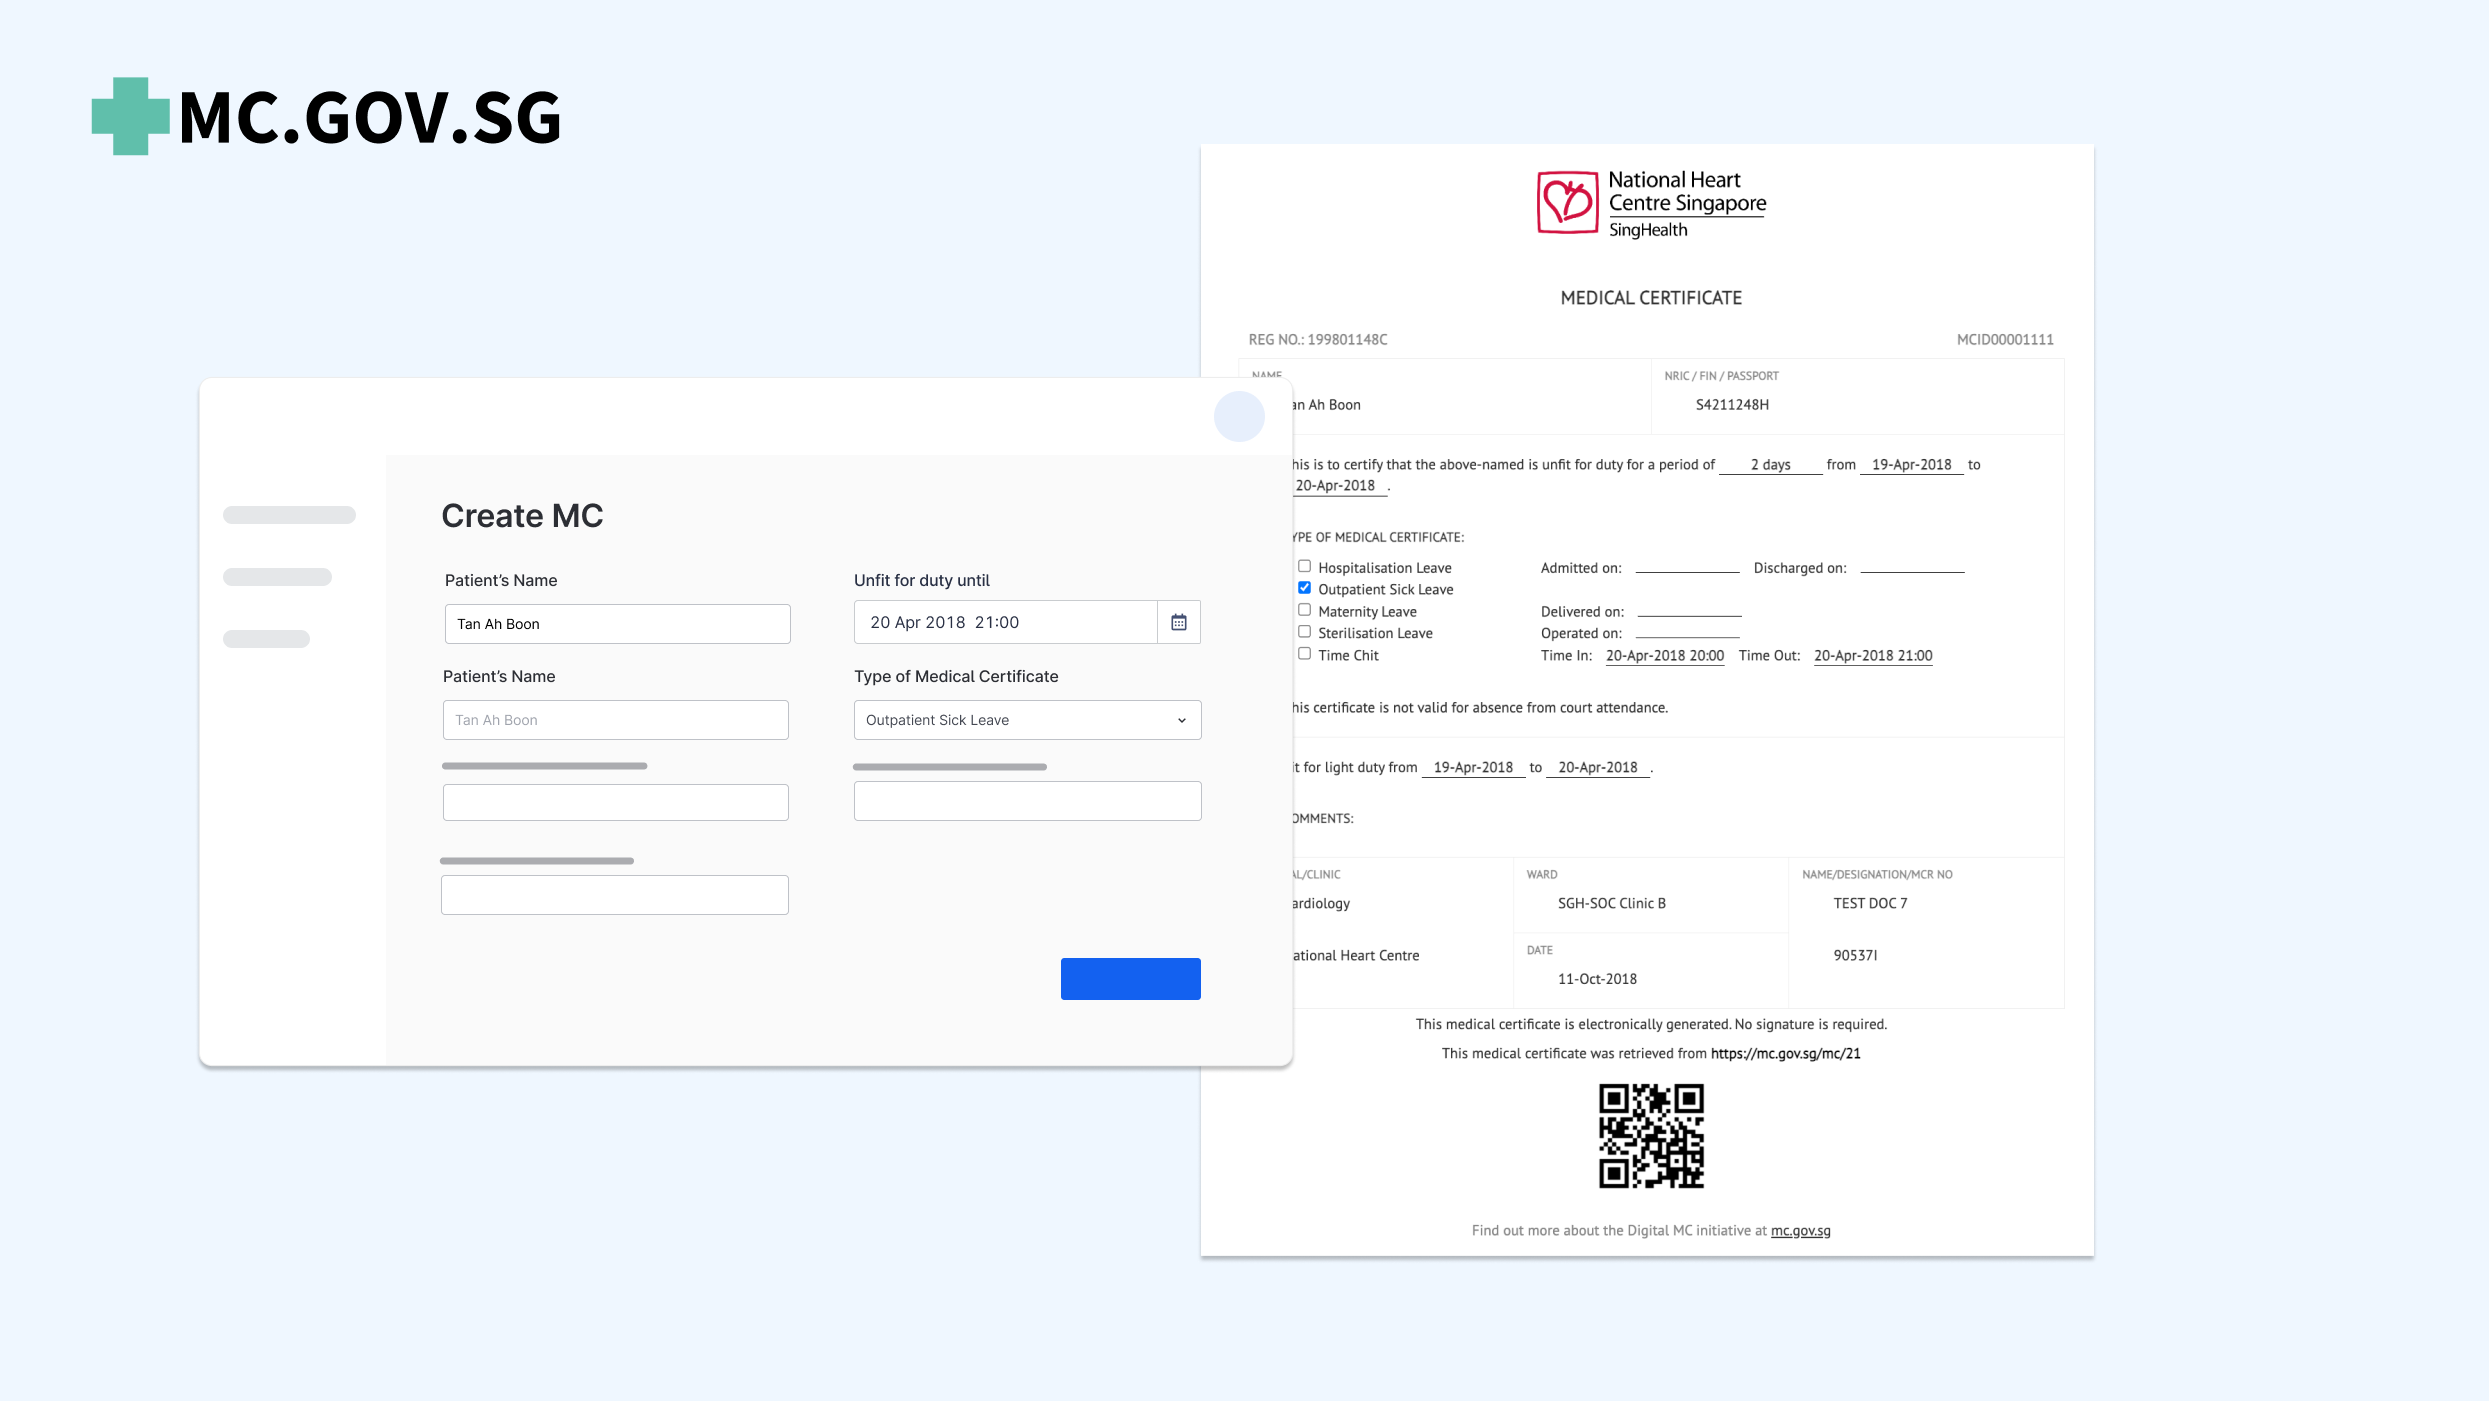 MC.GOV.SG
National Heart
Centre Singapore
SingHealth
MEDICAL CERTIFICATE
REG NO.: 199801148C
MCID00001111
NAME
an Ah Boon
NRIC / FIN / PASSPORT
S4211248H
his is to certify that the above-named is unfit for duty for a period of 2 days from 19-Apr-2018 to
20-Apr-2018 .
YPE OF MEDICAL CERTIFICATE:
Hospitalisation Leave Admitted on: Discharged on:
Outpatient Sick Leave
Maternity Leave Delivered on:
Sterilisation Leave Operated on:
Time Chit Time In: 20-Apr-2018 20:00 Time Out: 20-Apr-2018 21:00
his certificate is not valid for absence from court attendance.
it for light duty from 19-Apr-2018 to 20-Apr-2018 .
OMMENTS:
AL/CLINIC
ardiology
ational Heart Centre
WARD
SGH-SOC Clinic B
DATE
11-Oct-2018
NAME/DESIGNATION/MCR NO
TEST DOC 7
90537I
This medical certificate is electronically generated. No signature is required.
This medical certificate was retrieved from https://mc.gov.sg/mc/21
Find out more about the Digital MC initiative at mc.gov.sg
Create MC
Patient's Name
Tan Ah Boon
Unfit for duty until
20 Apr 2018 21:00
Patient's Name
Tan Ah Boon
Type of Medical Certificate
Outpatient Sick Leave